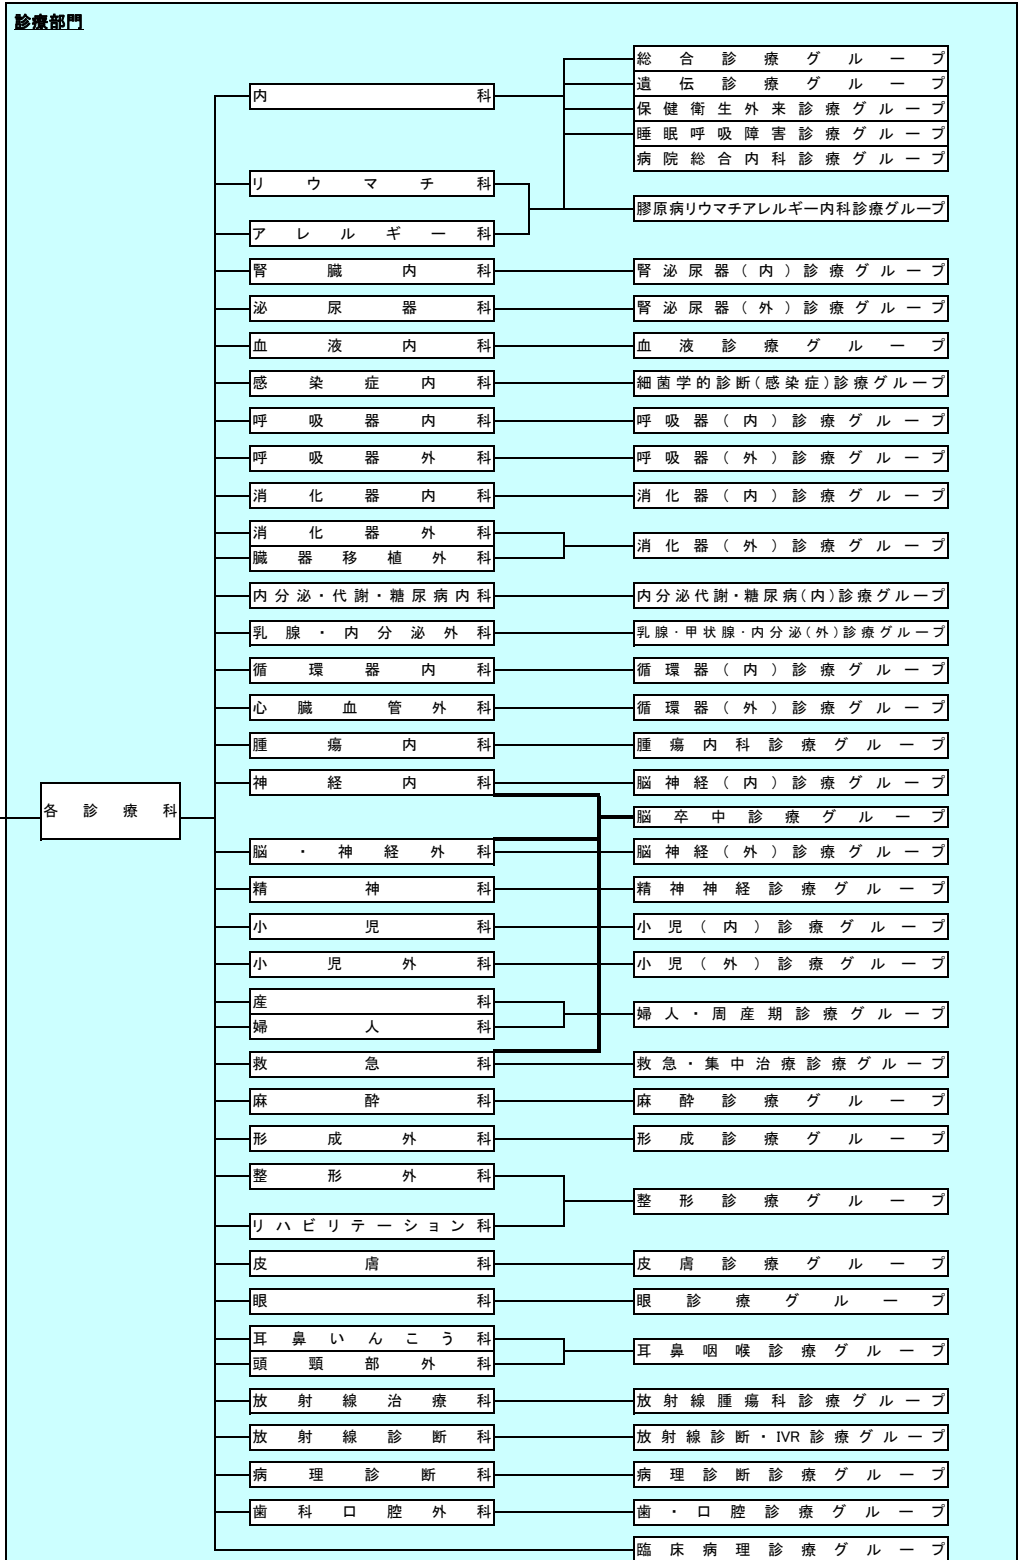 診療部門
総合診療グループ
遺伝診療グループ
内科
保健衛生外来診療グループ
睡眠呼吸障害診療グループ
病院総合内科診療グループ
リウマチ科
膠原病リウマチアレルギー内科診療グループ
アレルギー科
腎臓内科 腎泌尿器(内)診療グループ
泌尿器科 腎泌尿器(外)診療グループ
血液内科 血液診療グループ
感染症内科 細菌学的診断(感染症)診療グループ
呼吸器内科 呼吸器(内)診療グループ
呼吸器外科 呼吸器(外)診療グループ
消化器内科 消化器(内)診療グループ
消化器外科
消化器(外)診療グループ
臓器移植外科
内分泌・代謝・糖尿病内科 内分泌代謝・糖尿病(内)診療グループ
乳腺・内分泌外科 乳腺・甲状腺・内分泌(外)診療グループ
循環器内科 循環器(内)診療グループ
心臓血管外科 循環器(外)診療グループ
腫瘍内科 腫瘍内科診療グループ
神経内科 脳神経(内)診療グループ
各診療科
脳卒中診療グループ
脳・神経外科 脳神経(外)診療グループ
精神科 精神神経診療グループ
小児科 小児(内)診療グループ
小児外科 小児(外)診療グループ
産科
婦人・周産期診療グループ
婦人科
救急科 救急・集中治療診療グループ
麻酔科 麻酔診療グループ
形成外科 形成診療グループ
整形外科
整形診療グループ
リハビリテーション科
皮膚科 皮膚診療グループ
眼科 眼診療グループ
耳鼻いんこう科
耳鼻咽喉診療グループ
頭頸部外科
放射線治療科 放射線腫瘍科診療グループ
放射線診断科 放射線診断・IVR診療グループ
病理診断科 病理診断診療グループ
歯科口腔外科 歯・口腔診療グループ
臨床病理診療グループ